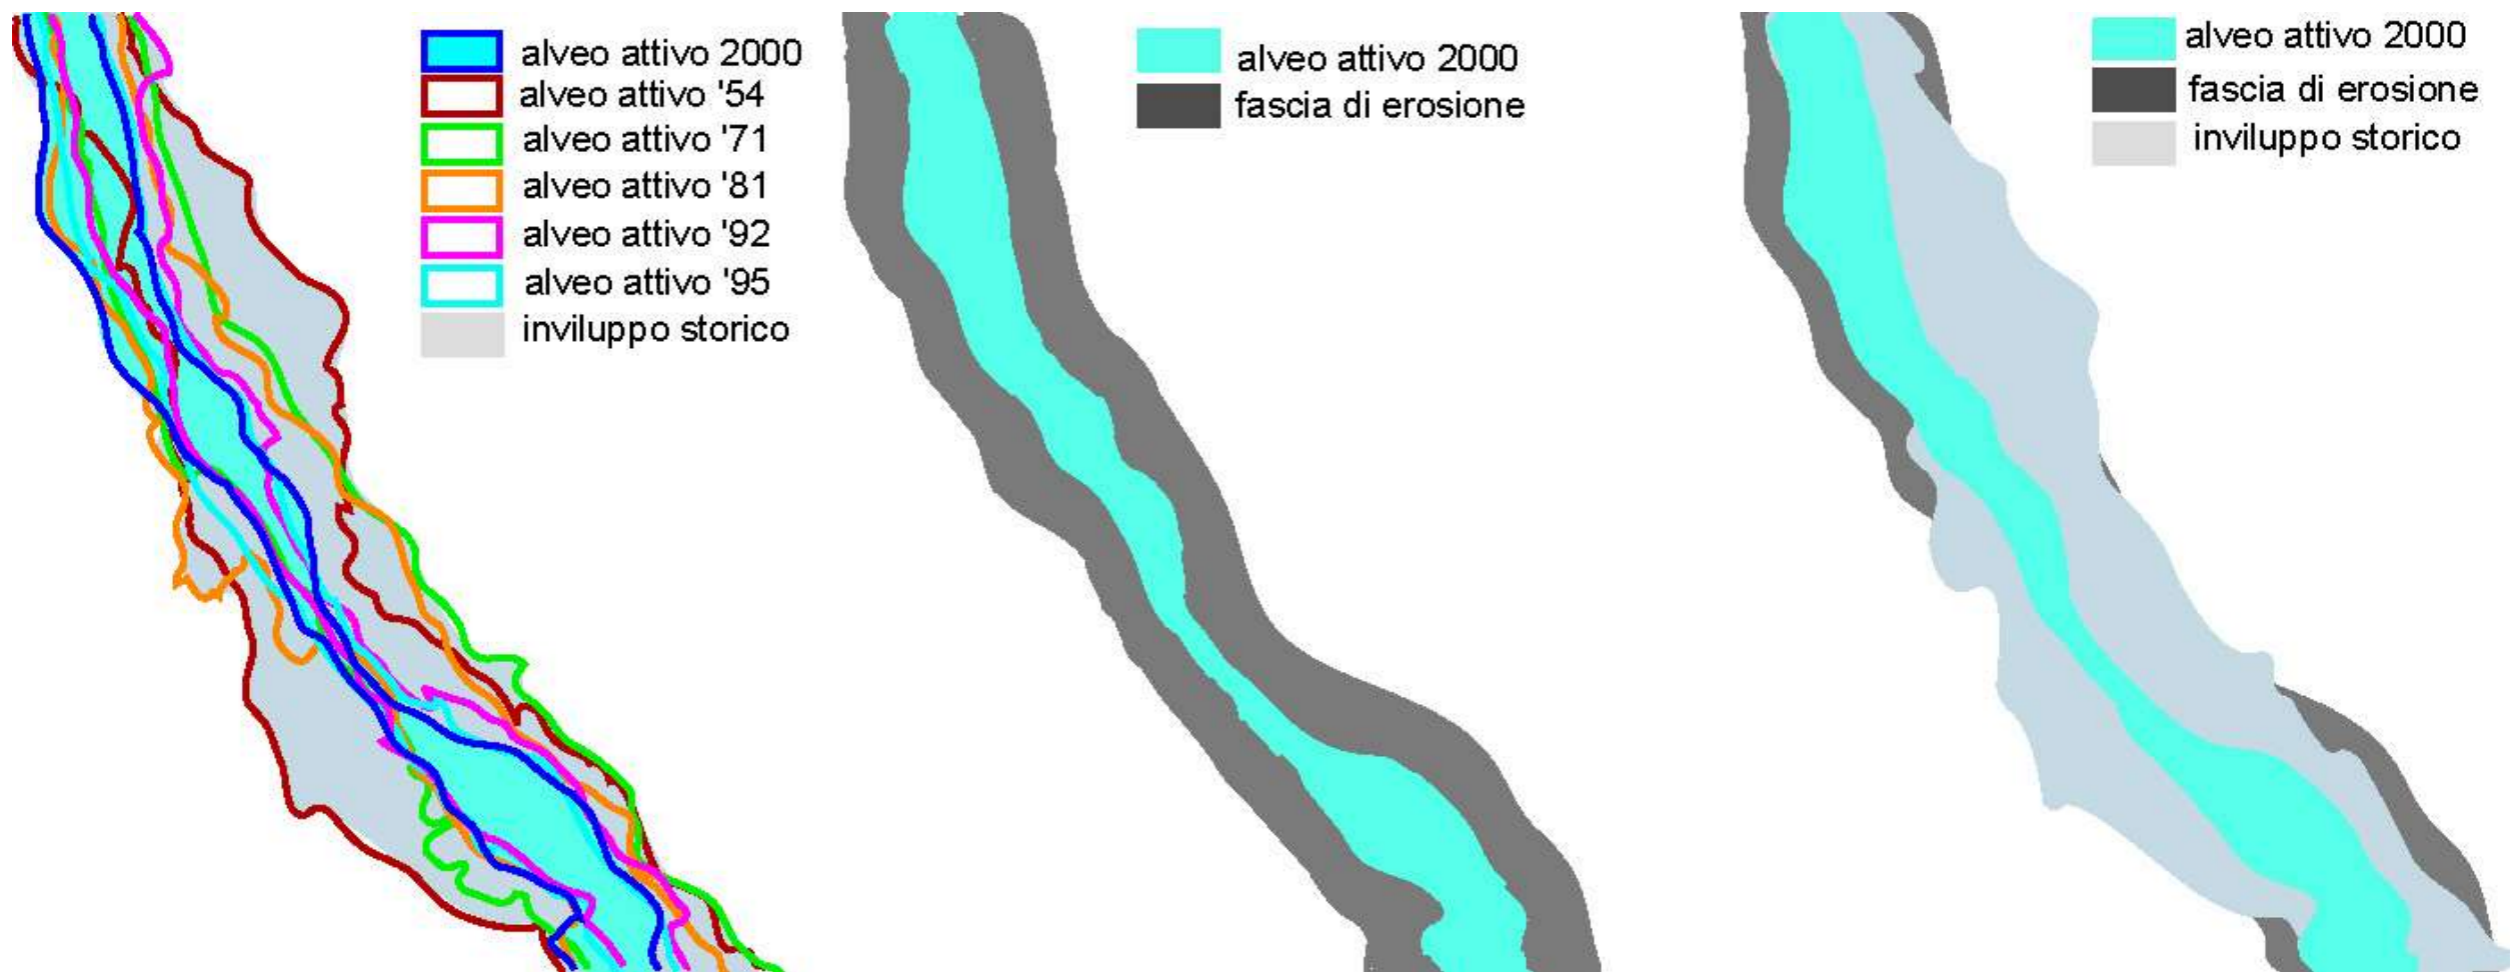 alveo attivo 2000
alveo attivo '54
alveo attivo '71
alveo attivo '81
alveo attivo '92
alveo attivo '95
inviluppo storico
alveo attivo 2000
fascia di erosione
alveo attivo 2000
fascia di erosione
inviluppo storico